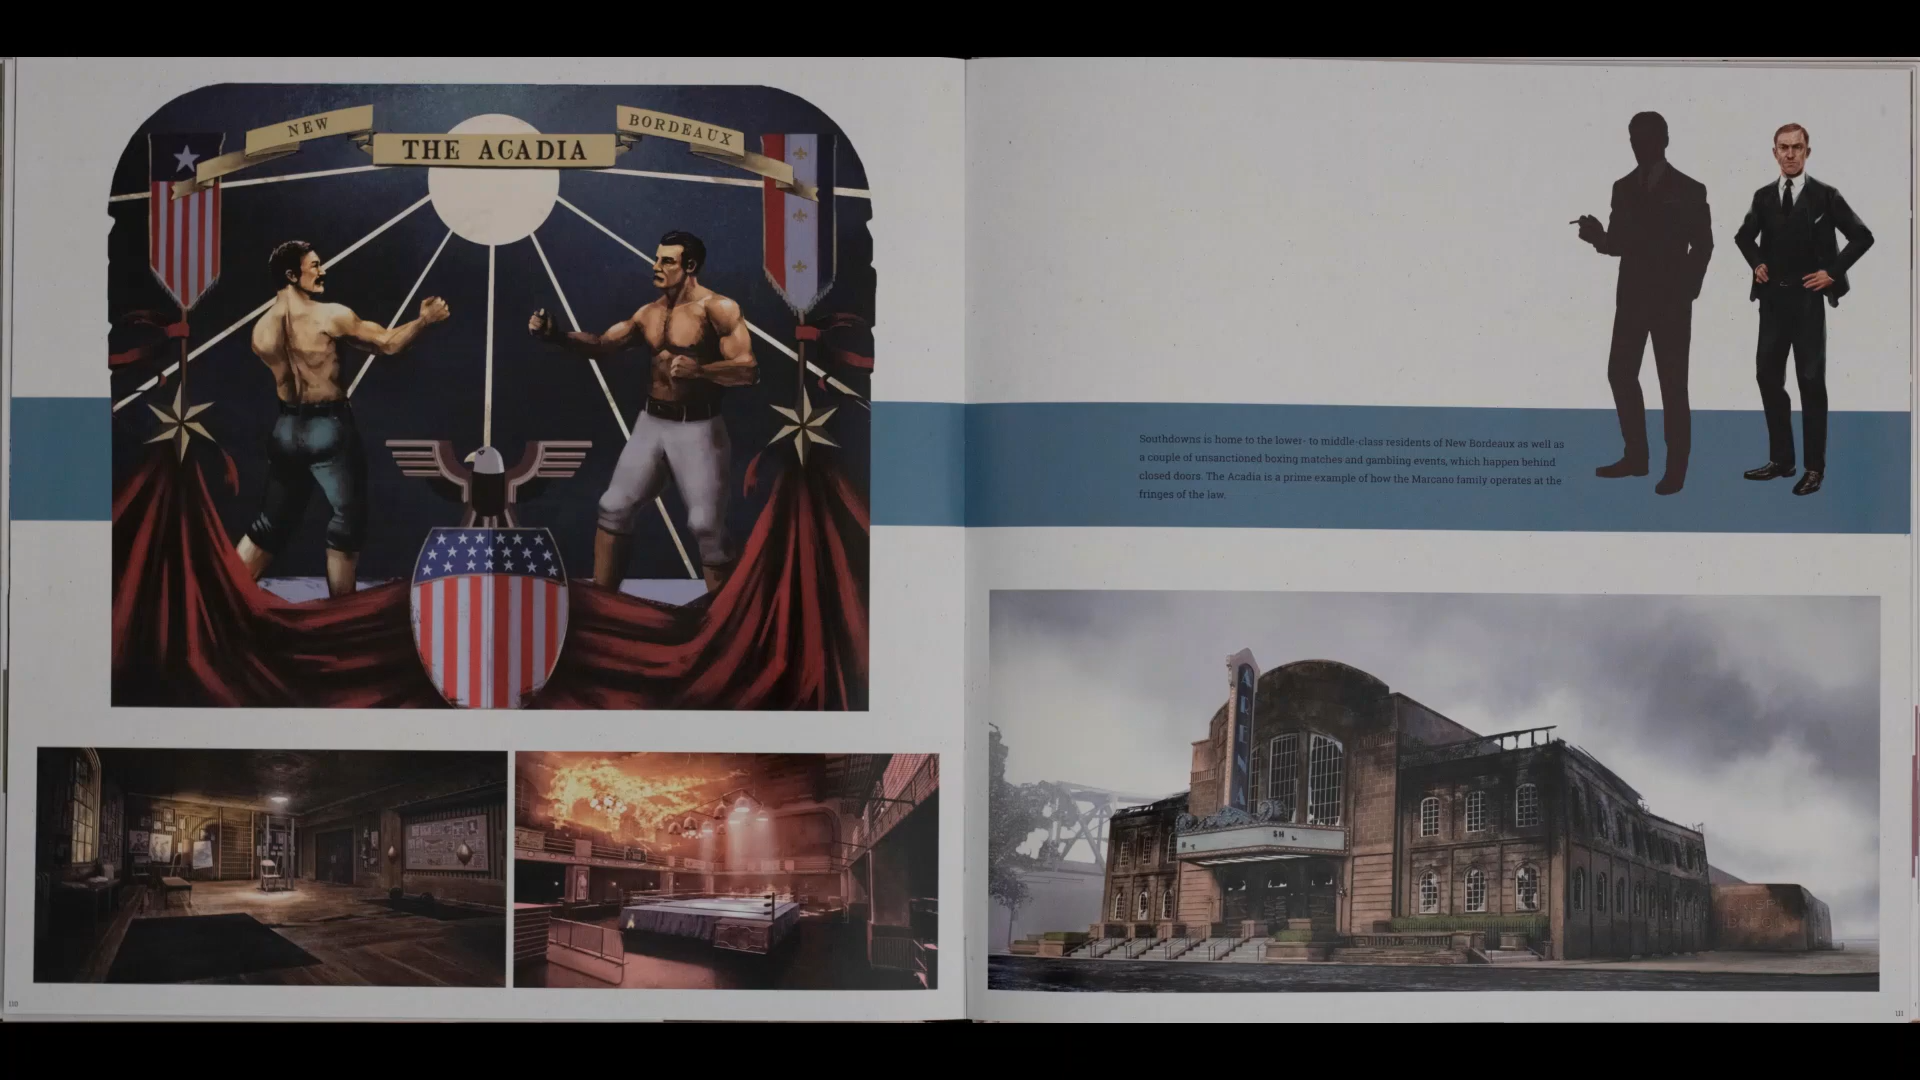 NEW
THE ACADIA
BORDEAUX
Southdowns is home to the lower- to middle-class residents of New Bordeaux as well as
a couple of unsanctioned boxing matches and gambling events, which happen behind
closed doors. The Acadia is a prime example of how the Marcano family operates at the
fringes of the law.
ARENA
110
111